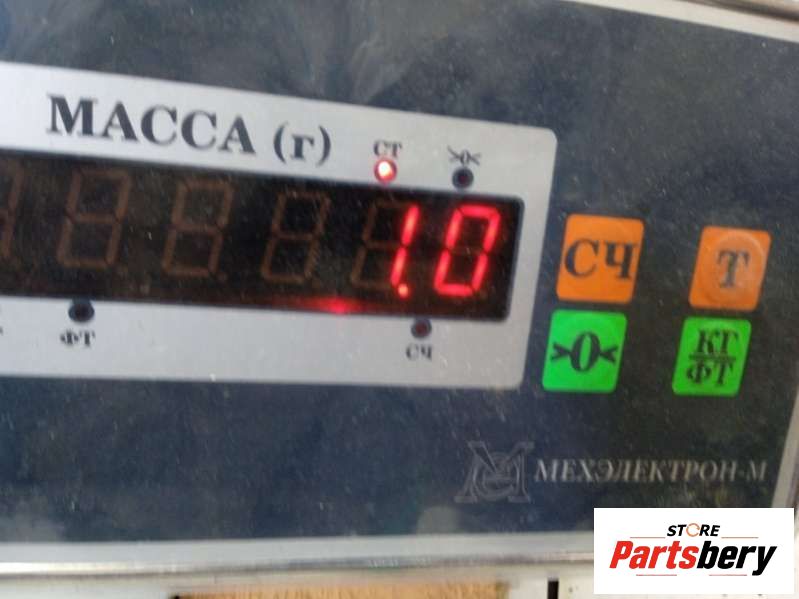 МАССА (г)
СТ >0<
1.0
ФТ
СЧ
СЧ Т
>0< КГ
ФТ
МЕХЭЛЕКТРОН-М
STORE
Partsbery